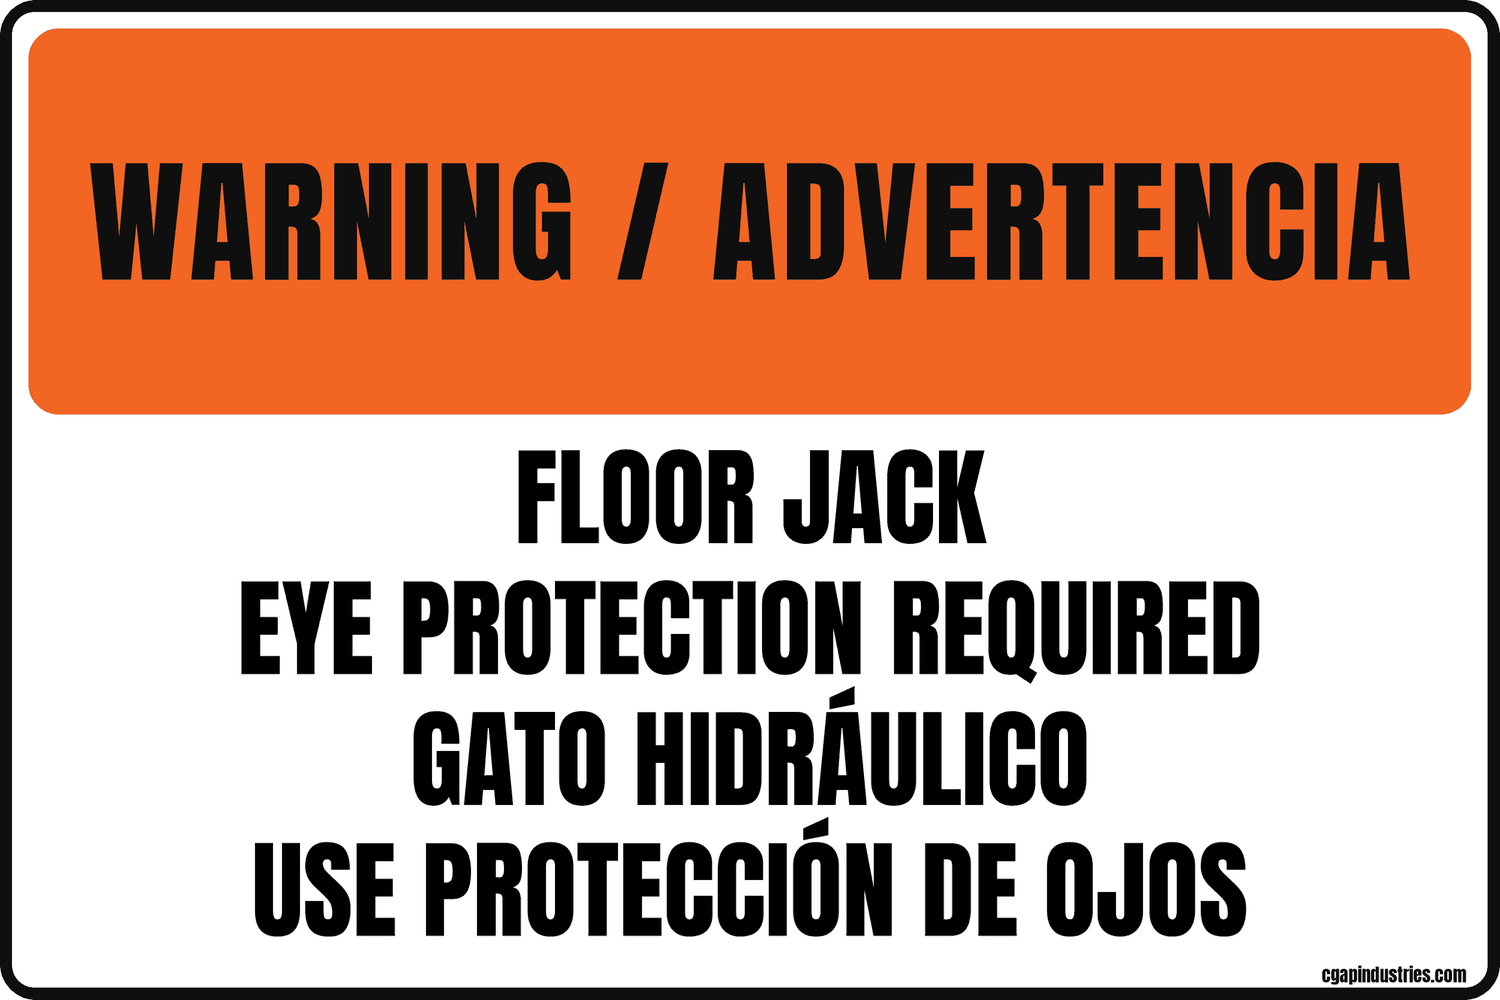 WARNING / ADVERTENCIA
FLOOR JACK
EYE PROTECTION REQUIRED
GATO HIDRÁULICO
USE PROTECCIÓN DE OJOS
cgapindustries.com